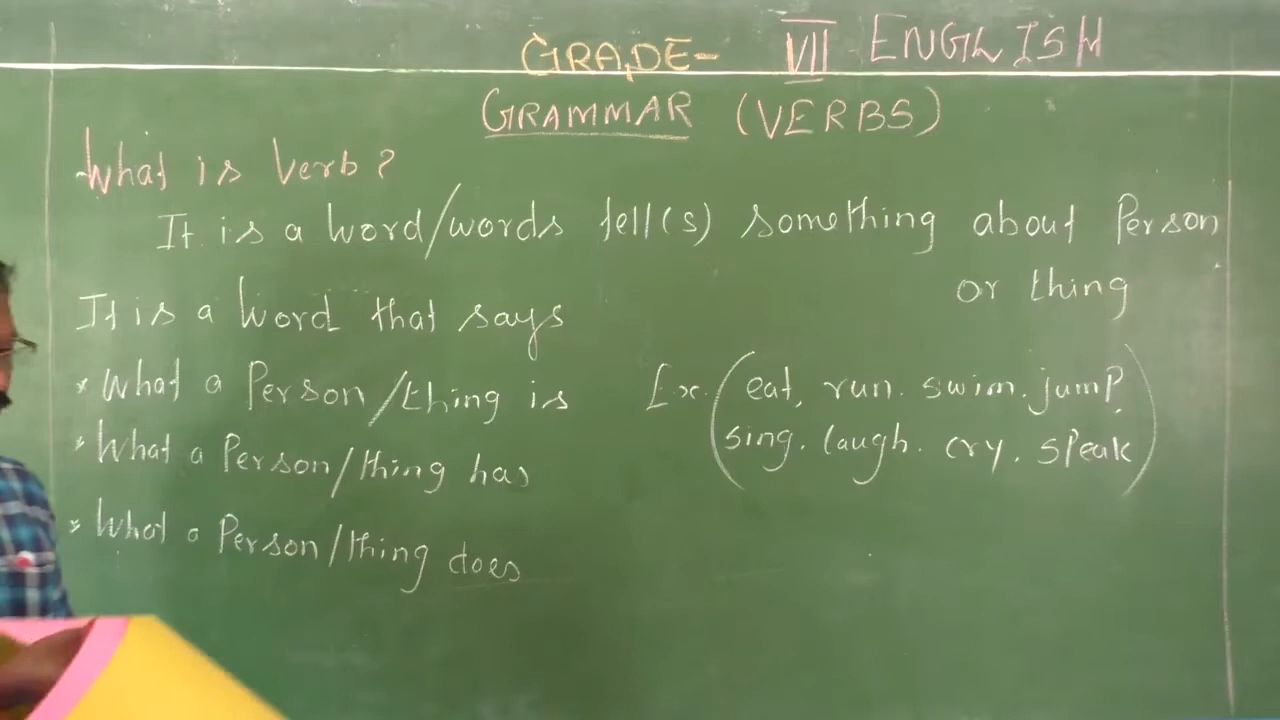 GRADE- VII ENGLISH
GRAMMAR (VERBS)
What is Verb?
It is a word/words tell(s) something about Person
or thing
It is a word that says
* What a Person/thing is
* What a Person/thing has
* What a Person/thing does
Ex. (eat, run. swim. jump.
sing. laugh. cry. speak)